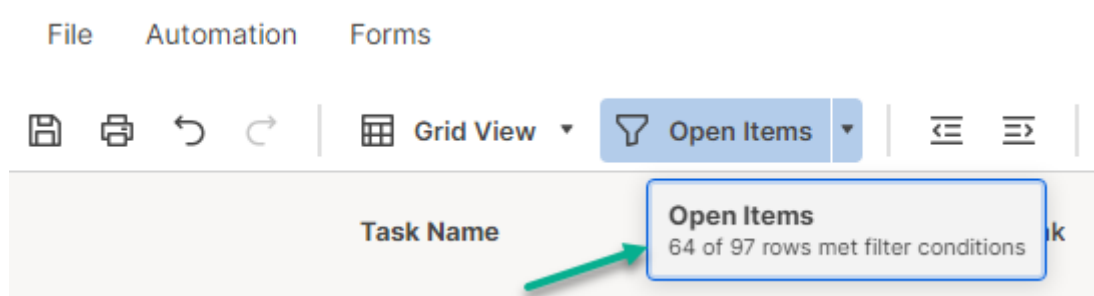 File Automation Forms
Grid View Open Items
Task Name
Open Items
64 of 97 rows met filter conditions